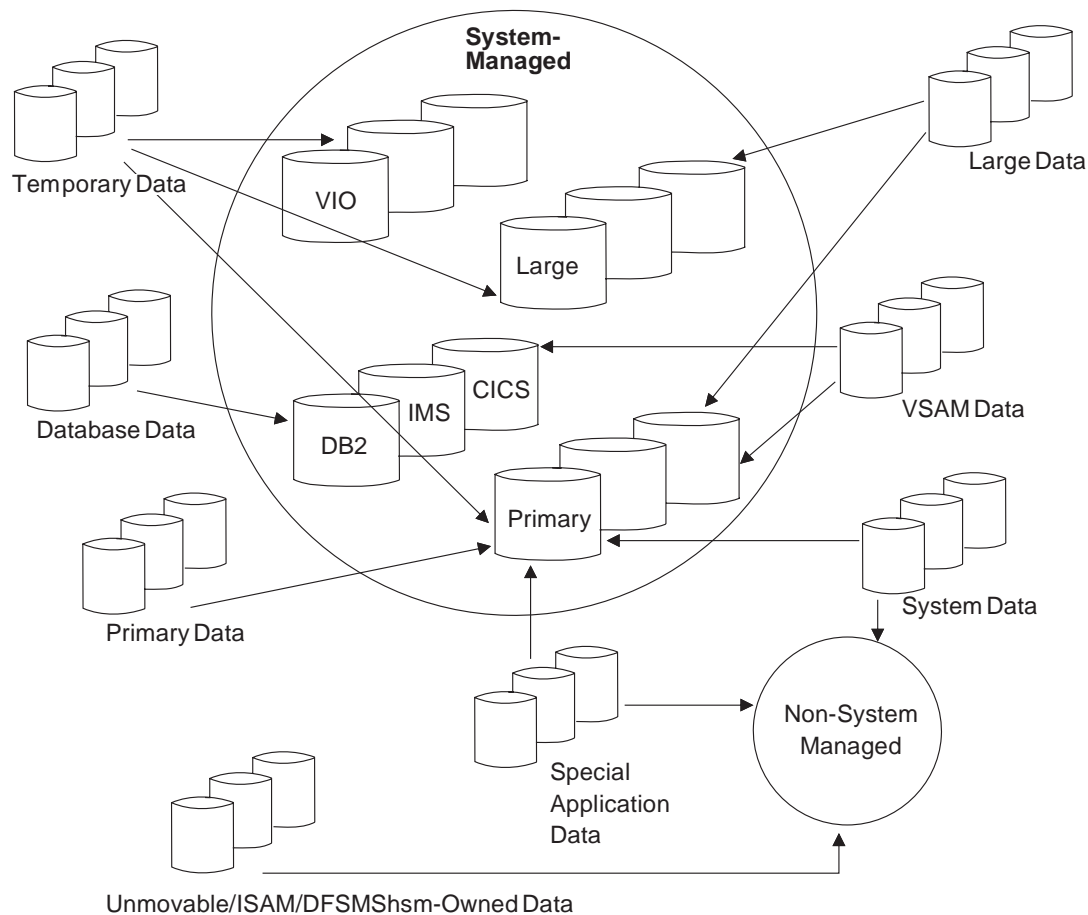 System-
Managed
Temporary Data
VIO
Large Data
Large
Database Data
CICS
IMS
DB2
VSAM Data
Primary
Primary Data
System Data
Non-System
Managed
Special
Application
Data
Unmovable/ISAM/DFSMShsm-Owned Data